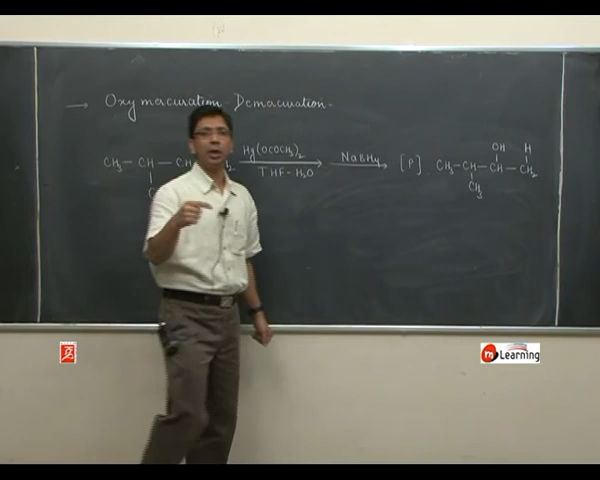 → Oxymercuration - Demercuration -
OH H
CH₃ - CH - CH Hg(OCOCH₃)₂ NaBH₄ → [P] CH₃-CH-CH-CH₂
THF - H₂O
CH₃
m Learning